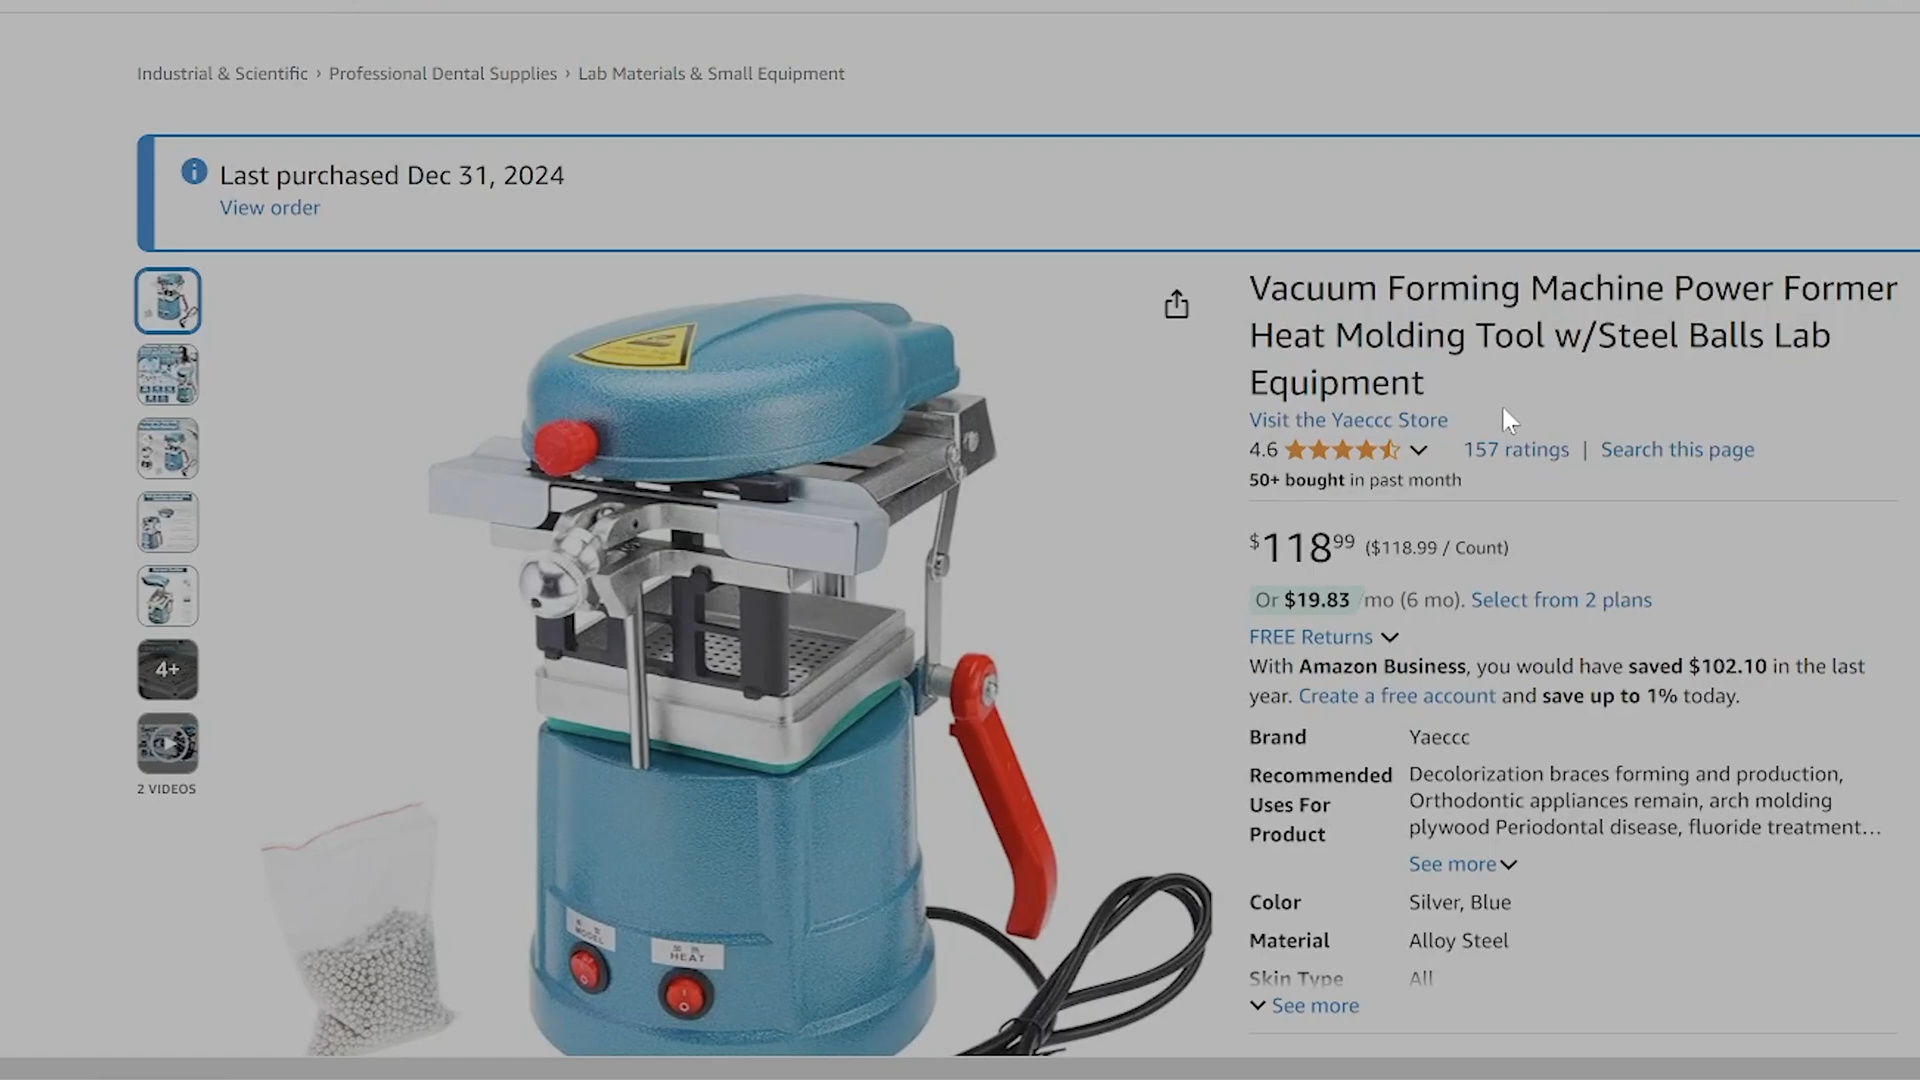 Industrial & Scientific › Professional Dental Supplies › Lab Materials & Small Equipment
Last purchased Dec 31, 2024
View order
Vacuum Forming Machine Power Former
Heat Molding Tool w/Steel Balls Lab
Equipment
Visit the Yaeccc Store
4.6 157 ratings | Search this page
50+ bought in past month
$118.99 ($118.99 / Count)
Or $19.83 /mo (6 mo). Select from 2 plans
FREE Returns
With Amazon Business, you would have saved $102.10 in the last
year. Create a free account and save up to 1% today.
Brand Yaeccc
Recommended Uses For Product
Decolorization braces forming and production,
Orthodontic appliances remain, arch molding
plywood Periodontal disease, fluoride treatment…
See more
Color Silver, Blue
Material Alloy Steel
Skin Type All
See more
4+
2 VIDEOS
MODEL
加热
HEAT